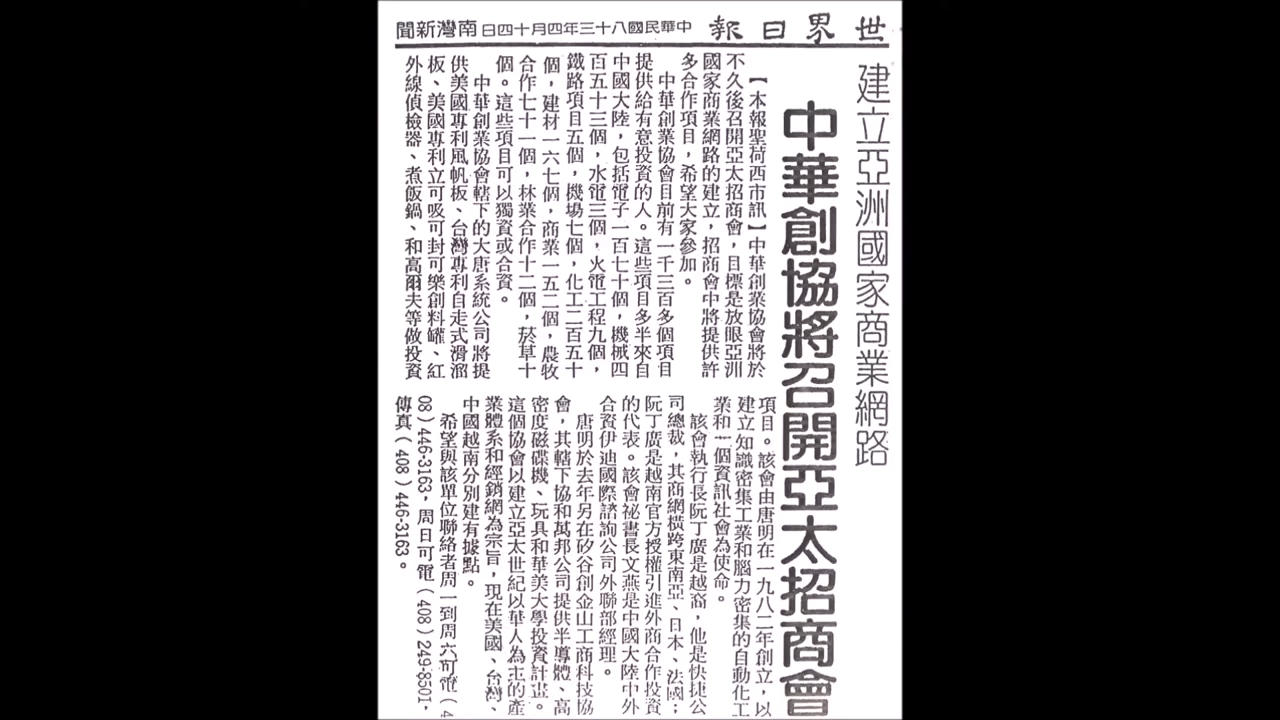 世界日報
中華民國八十三年四月十四日南灣新聞
建立亞洲國家商業網路
中華創協將召開亞太招商會
【本報聖荷西市訊】中華創業協會將於
不久後召開亞太招商會，目標是放眼亞洲
國家商業網路的建立，招商會中將提供許
多合作項目，希望大家參加。
中華創業協會目前有一千三百多個項目
提供給有意投資的人。這些項目多半來自
中國大陸，包括電子一百七十個，機械四
百五十三個，水電三個，火電工程九個，
鐵路項目五個，機場七個，化工二百五十
個，建材一六七個，商業一五二個，農牧
合作七十一個，林業合作十二個，菸草十
個。這些項目可以獨資或合資。
中華創業協會轄下的大唐系統公司將提
供美國專利風帆板、台灣專利自走式滑溜
板、美國專利立可吸可封可樂創料罐、紅
外線偵檢器、煮飯鍋、和高爾夫等做投資
項目。該會由唐明在一九八二年創立，以
建立知識密集工業和腦力密集的自動化工
業和一個資訊社會為使命。
該會執行長阮丁廣是越裔，他是快捷公
司總裁，其商網橫跨東南亞、日本、法國；
阮丁廣是越南官方授權引進外商合作投資
的代表。該會祕書長文燕是中國大陸中外
合資伊迪國際諮詢公司外聯部經理。
唐明於去年另在矽谷創金山工商科技協
會，其轄下協和萬邦公司提供半導體、高
密度磁碟機、玩具和華美大學投資計畫。
這個協會以建立亞太世紀以華人為主的產
業體系和經銷網為宗旨，現在美國、台灣、
中國越南分別建有據點。
希望與該單位聯絡者周一到周六可電（4
08）446-3163，周日可電（408）249-8501，
傳真（408）446-3163。